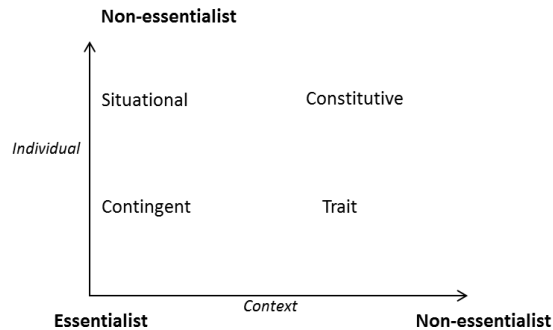 Non-essentialist
Situational Constitutive
Individual
Contingent Trait
Context
Essentialist Non-essentialist